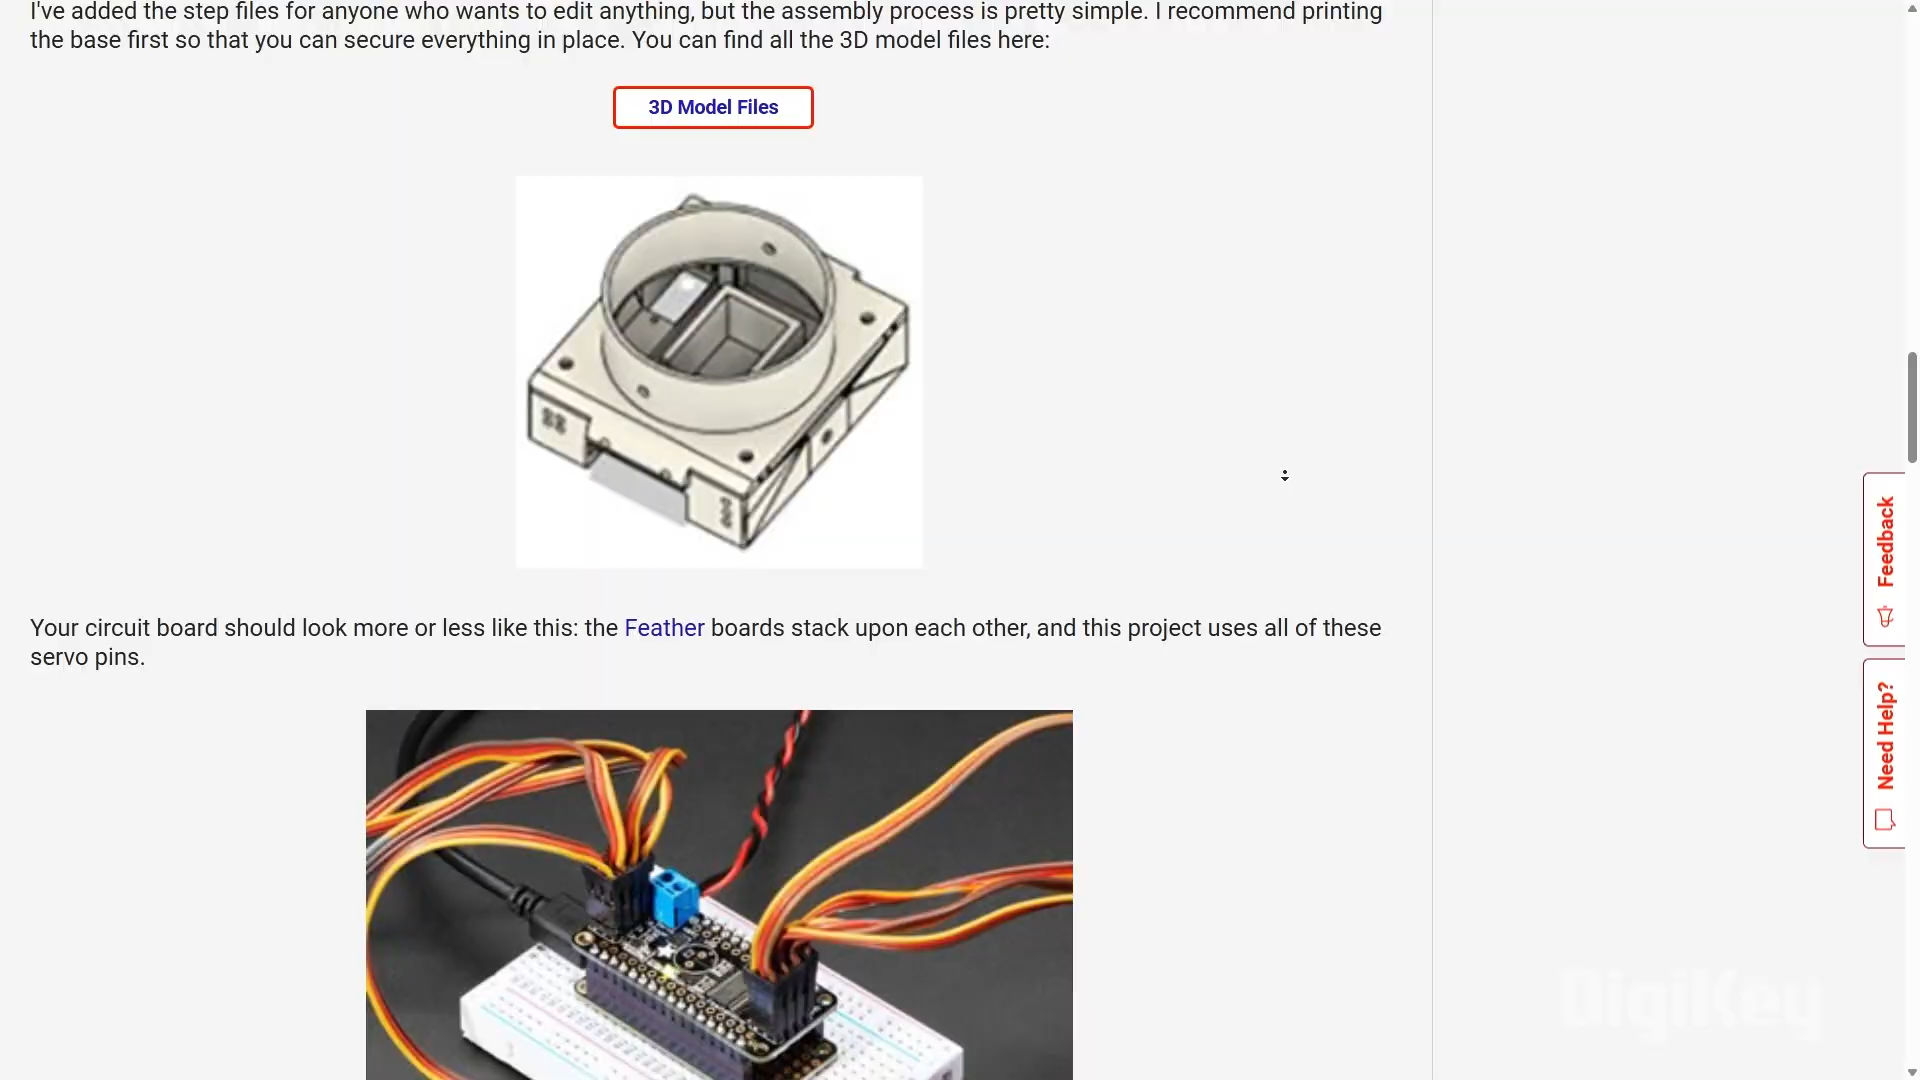 I've added the step files for anyone who wants to edit anything, but the assembly process is pretty simple. I recommend printing
the base first so that you can secure everything in place. You can find all the 3D model files here:
3D Model Files
Your circuit board should look more or less like this: the Feather boards stack upon each other, and this project uses all of these
servo pins.
Feedback
Need Help?
DigiKey